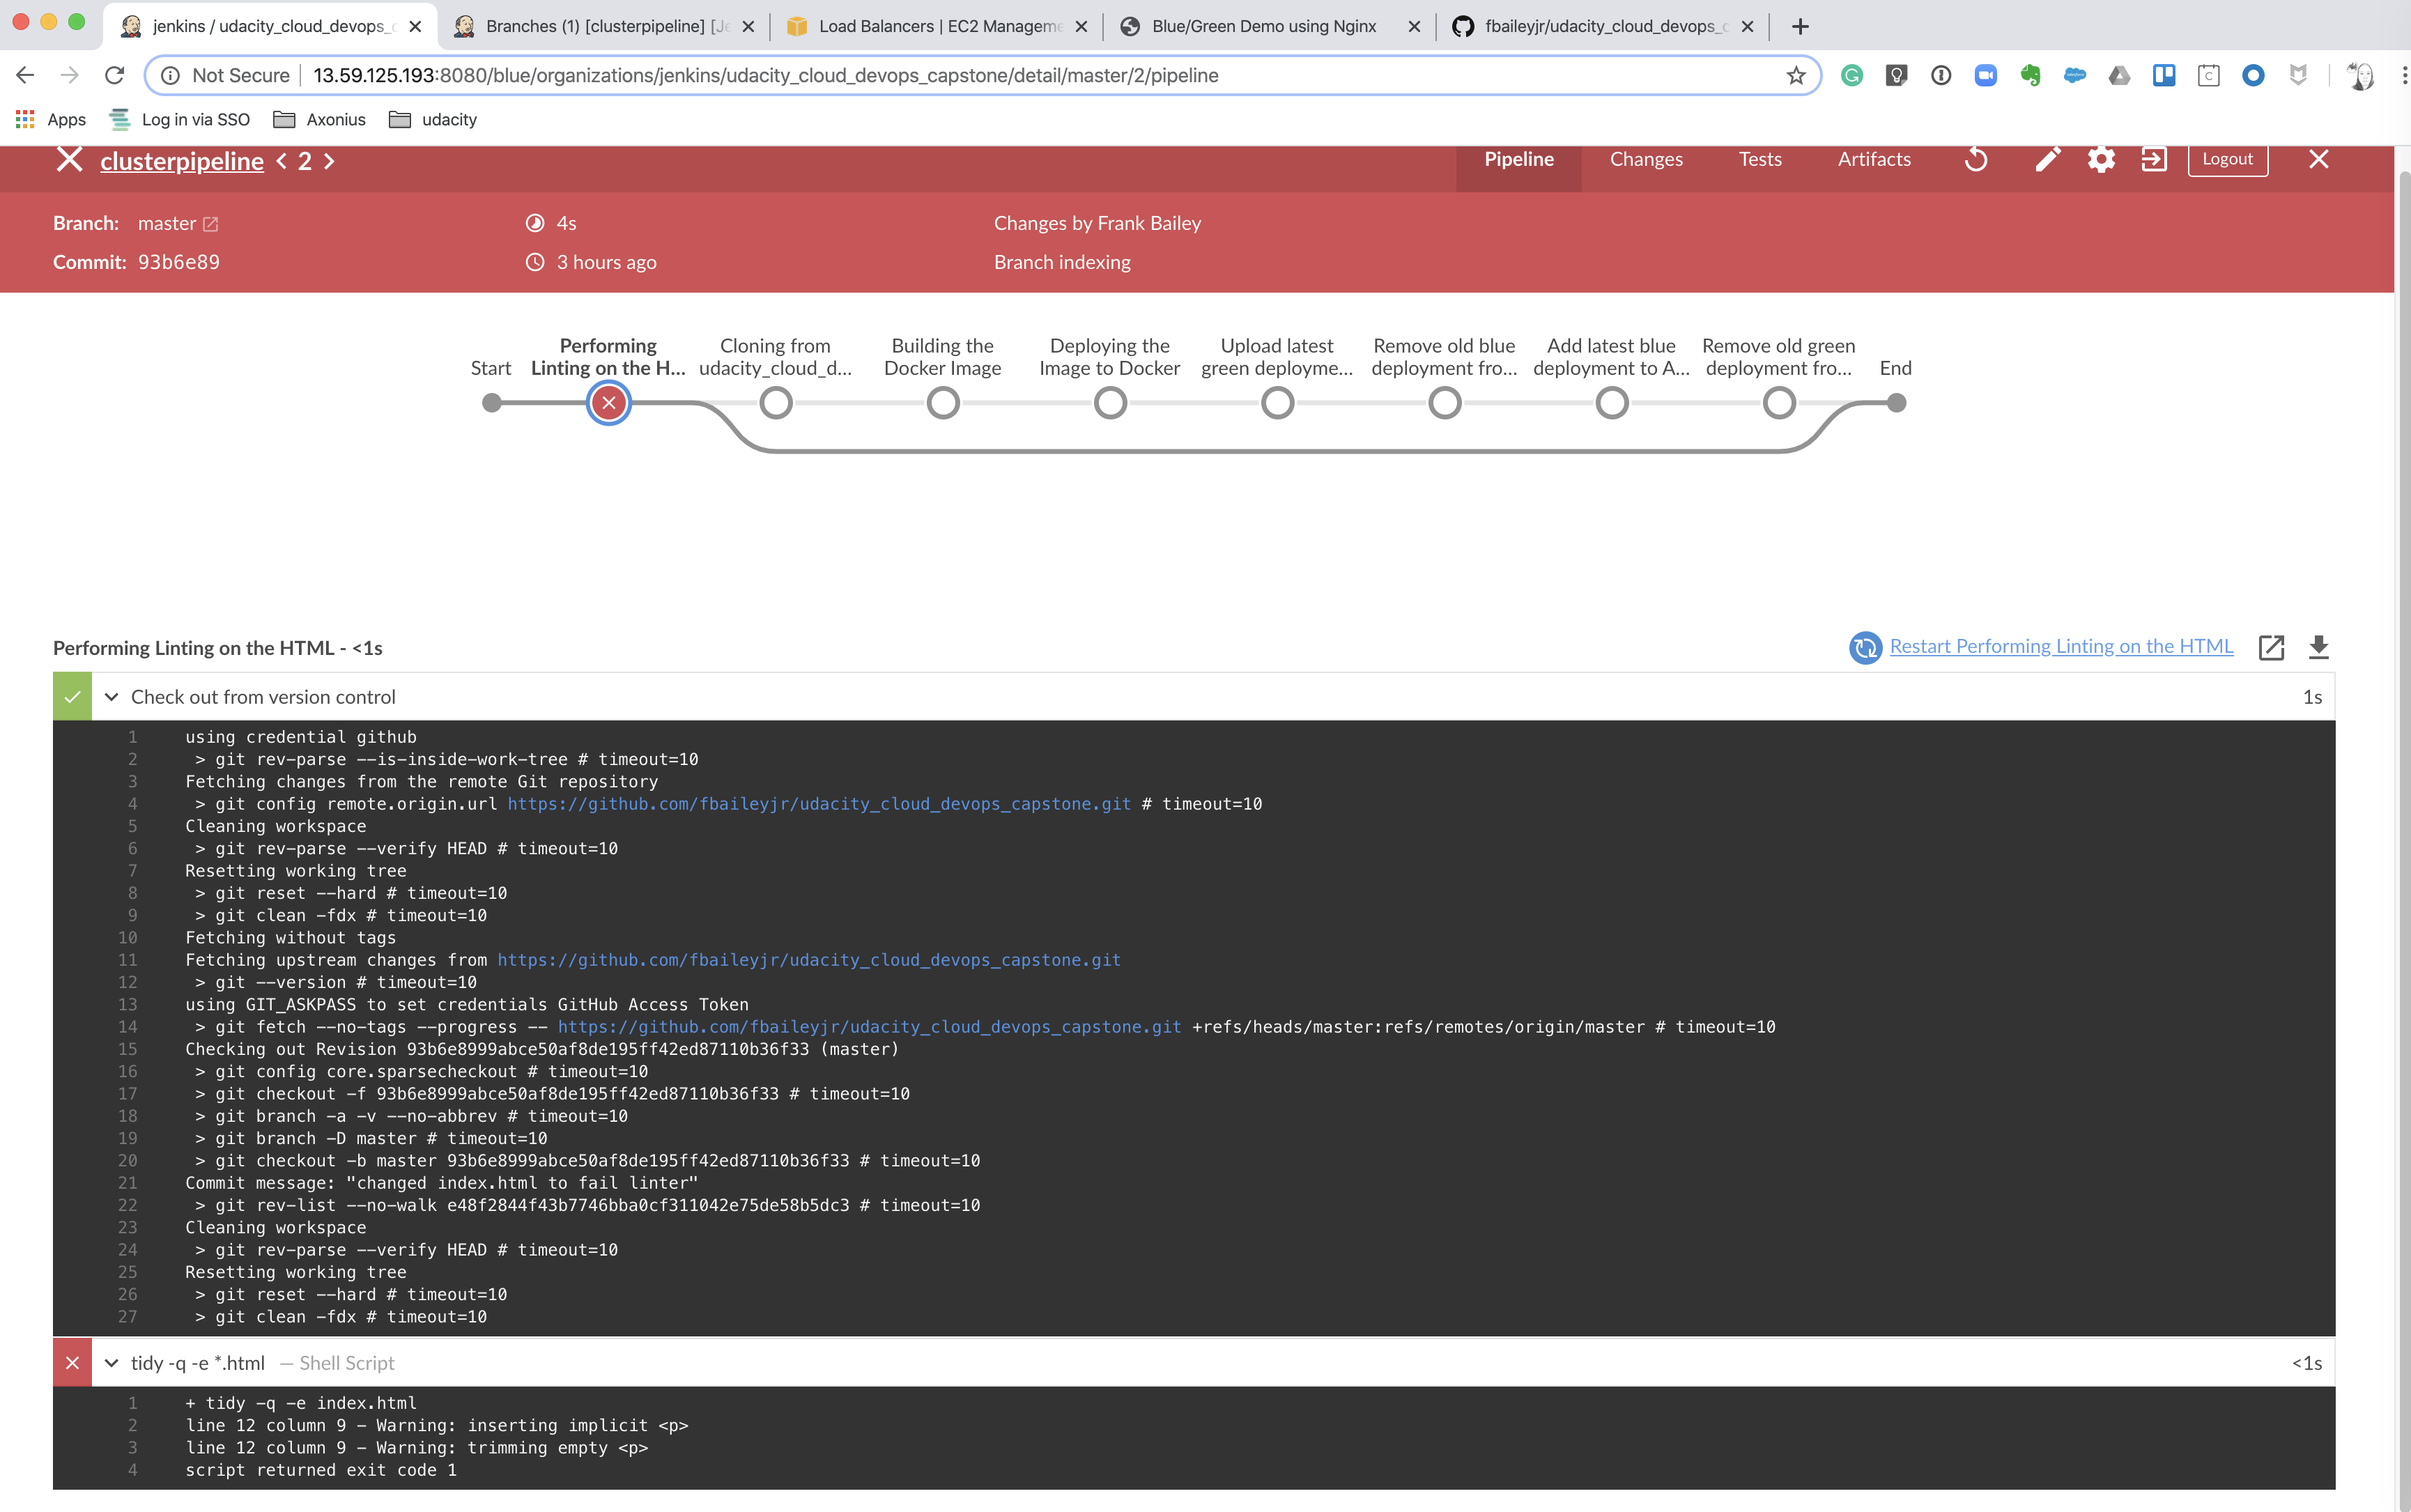 jenkins / udacity_cloud_devops_c
Branches (1) [clusterpipeline] [Je
Load Balancers | EC2 Manageme
Blue/Green Demo using Nginx
fbaileyjr/udacity_cloud_devops_c
Not Secure
13.59.125.193:8080/blue/organizations/jenkins/udacity_cloud_devops_capstone/detail/master/2/pipeline
Apps
Log in via SSO
Axonius
udacity
clusterpipeline < 2 >
Pipeline
Changes
Tests
Artifacts
Logout
Branch: master
4s
Changes by Frank Bailey
Commit: 93b6e89
3 hours ago
Branch indexing
Start
Performing
Linting on the H...
Cloning from
udacity_cloud_d...
Building the
Docker Image
Deploying the
Image to Docker
Upload latest
green deployme...
Remove old blue
deployment fro...
Add latest blue
deployment to A...
Remove old green
deployment fro...
End
Performing Linting on the HTML - <1s
Restart Performing Linting on the HTML
Check out from version control
1s
1 using credential github
2 > git rev-parse --is-inside-work-tree # timeout=10
3 Fetching changes from the remote Git repository
4 > git config remote.origin.url https://github.com/fbaileyjr/udacity_cloud_devops_capstone.git # timeout=10
5 Cleaning workspace
6 > git rev-parse --verify HEAD # timeout=10
7 Resetting working tree
8 > git reset --hard # timeout=10
9 > git clean -fdx # timeout=10
10 Fetching without tags
11 Fetching upstream changes from https://github.com/fbaileyjr/udacity_cloud_devops_capstone.git
12 > git --version # timeout=10
13 using GIT_ASKPASS to set credentials GitHub Access Token
14 > git fetch --no-tags --progress -- https://github.com/fbaileyjr/udacity_cloud_devops_capstone.git +refs/heads/master:refs/remotes/origin/master # timeout=10
15 Checking out Revision 93b6e8999abce50af8de195ff42ed87110b36f33 (master)
16 > git config core.sparsecheckout # timeout=10
17 > git checkout -f 93b6e8999abce50af8de195ff42ed87110b36f33 # timeout=10
18 > git branch -a -v --no-abbrev # timeout=10
19 > git branch -D master # timeout=10
20 > git checkout -b master 93b6e8999abce50af8de195ff42ed87110b36f33 # timeout=10
21 Commit message: "changed index.html to fail linter"
22 > git rev-list --no-walk e48f2844f43b7746bba0cf311042e75de58b5dc3 # timeout=10
23 Cleaning workspace
24 > git rev-parse --verify HEAD # timeout=10
25 Resetting working tree
26 > git reset --hard # timeout=10
27 > git clean -fdx # timeout=10
tidy -q -e *.html — Shell Script
<1s
1 + tidy -q -e index.html
2 line 12 column 9 - Warning: inserting implicit <p>
3 line 12 column 9 - Warning: trimming empty <p>
4 script returned exit code 1